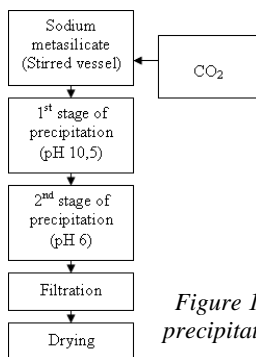 Sodium
metasilicate
(Stirred vessel)
CO₂
1st stage of
precipitation
(pH 10,5)
2nd stage of
precipitation
(pH 6)
Filtration
Drying
Figure 1